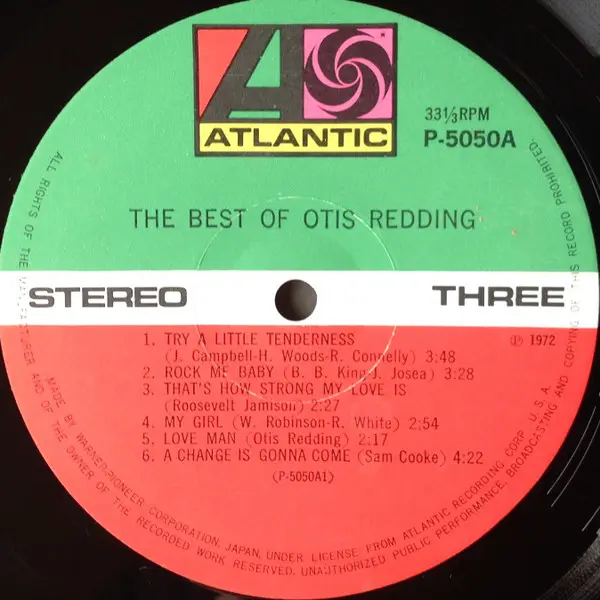 ATLANTIC
33⅓RPM
P-5050A
THE BEST OF OTIS REDDING
STEREO
THREE
℗ 1972
1. TRY A LITTLE TENDERNESS
(J. Campbell-H. Woods-R. Connelly) 3:48
2. ROCK ME BABY (B. B. King-J. Josea) 3:28
3. THAT'S HOW STRONG MY LOVE IS
(Roosevelt Jamison) 2:27
4. MY GIRL (W. Robinson-R. White) 2:54
5. LOVE MAN (Otis Redding) 2:17
6. A CHANGE IS GONNA COME (Sam Cooke) 4:22
(P-5050A1)
MADE BY WARNER-PIONEER CORPORATION, JAPAN, UNDER LICENSE FROM ATLANTIC RECORDING CORP. U.S.A.
ALL RIGHTS OF THE MANUFACTURER AND OF THE OWNER OF THE RECORDED WORK RESERVED. UNAUTHORIZED PUBLIC PERFORMANCE, BROADCASTING AND COPYING OF THIS RECORD PROHIBITED.